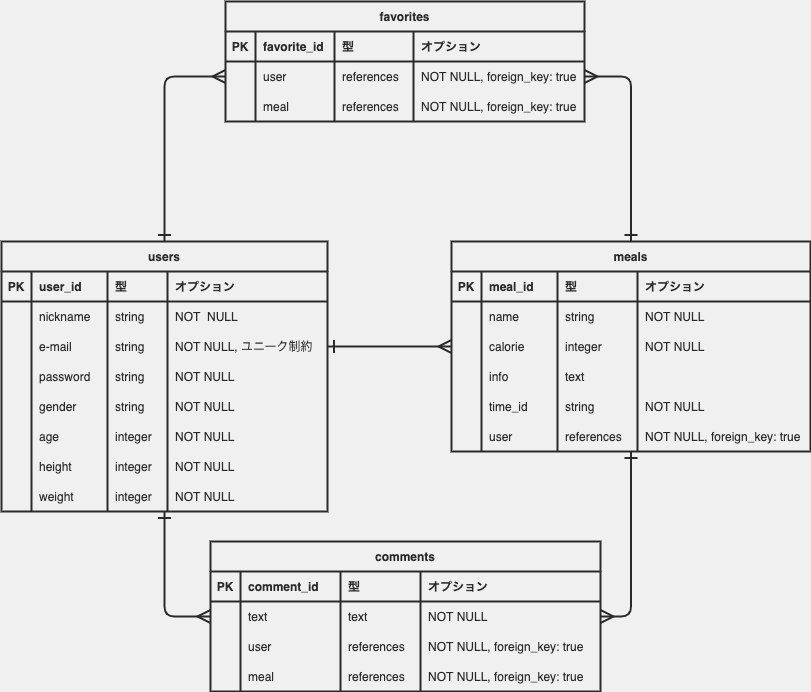 favorites
PK favorite_id 型 オプション
user references NOT NULL, foreign_key: true
meal references NOT NULL, foreign_key: true
users
PK user_id 型 オプション
nickname string NOT  NULL
e-mail string NOT NULL, ユニーク制約
password string NOT NULL
gender string NOT NULL
age integer NOT NULL
height integer NOT NULL
weight integer NOT NULL
meals
PK meal_id 型 オプション
name string NOT NULL
calorie integer NOT NULL
info text
time_id string NOT NULL
user references NOT NULL, foreign_key: true
comments
PK comment_id 型 オプション
text text NOT NULL
user references NOT NULL, foreign_key: true
meal references NOT NULL, foreign_key: true